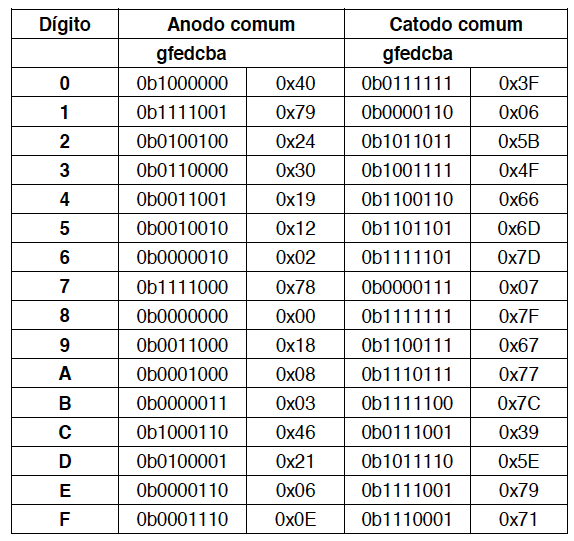 Dígito Anodo comum Catodo comum
gfedcba gfedcba
0 0b1000000 0x40 0b0111111 0x3F
1 0b1111001 0x79 0b0000110 0x06
2 0b0100100 0x24 0b1011011 0x5B
3 0b0110000 0x30 0b1001111 0x4F
4 0b0011001 0x19 0b1100110 0x66
5 0b0010010 0x12 0b1101101 0x6D
6 0b0000010 0x02 0b1111101 0x7D
7 0b1111000 0x78 0b0000111 0x07
8 0b0000000 0x00 0b1111111 0x7F
9 0b0011000 0x18 0b1100111 0x67
A 0b0001000 0x08 0b1110111 0x77
B 0b0000011 0x03 0b1111100 0x7C
C 0b1000110 0x46 0b0111001 0x39
D 0b0100001 0x21 0b1011110 0x5E
E 0b0000110 0x06 0b1111001 0x79
F 0b0001110 0x0E 0b1110001 0x71